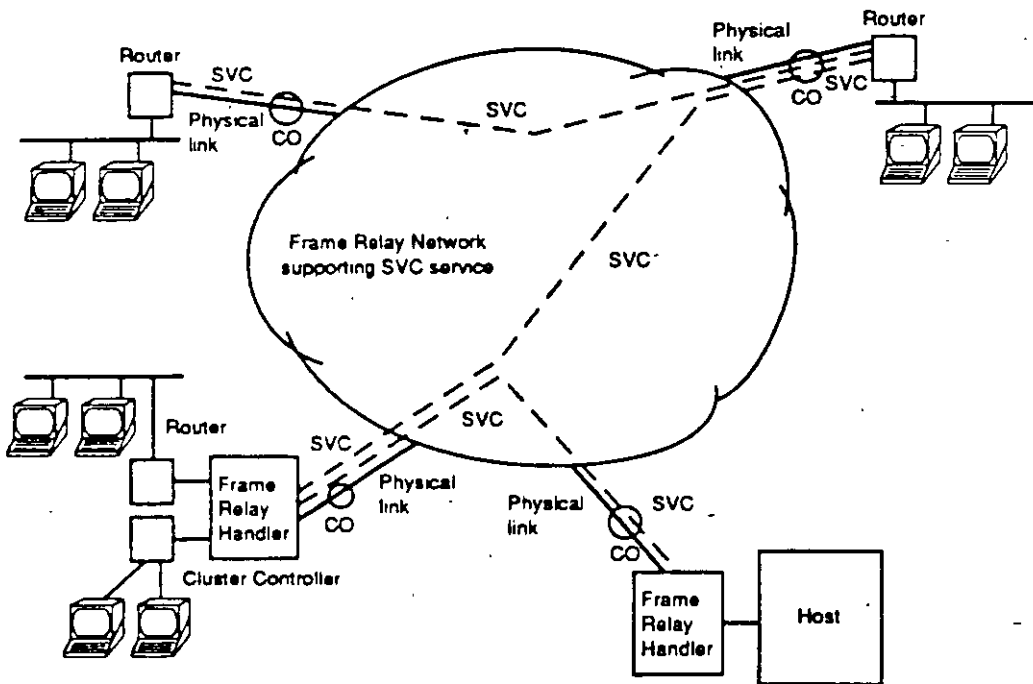 Router
SVC
Physical
link
CO
SVC
Physical
link
Router
SVC
CO
Frame Relay Network
supporting SVC service
SVC
Router
SVC
SVC
Physical
link
CO
Frame
Relay
Handler
Cluster Controller
Physical
link
SVC
CO
Frame
Relay
Handler
Host